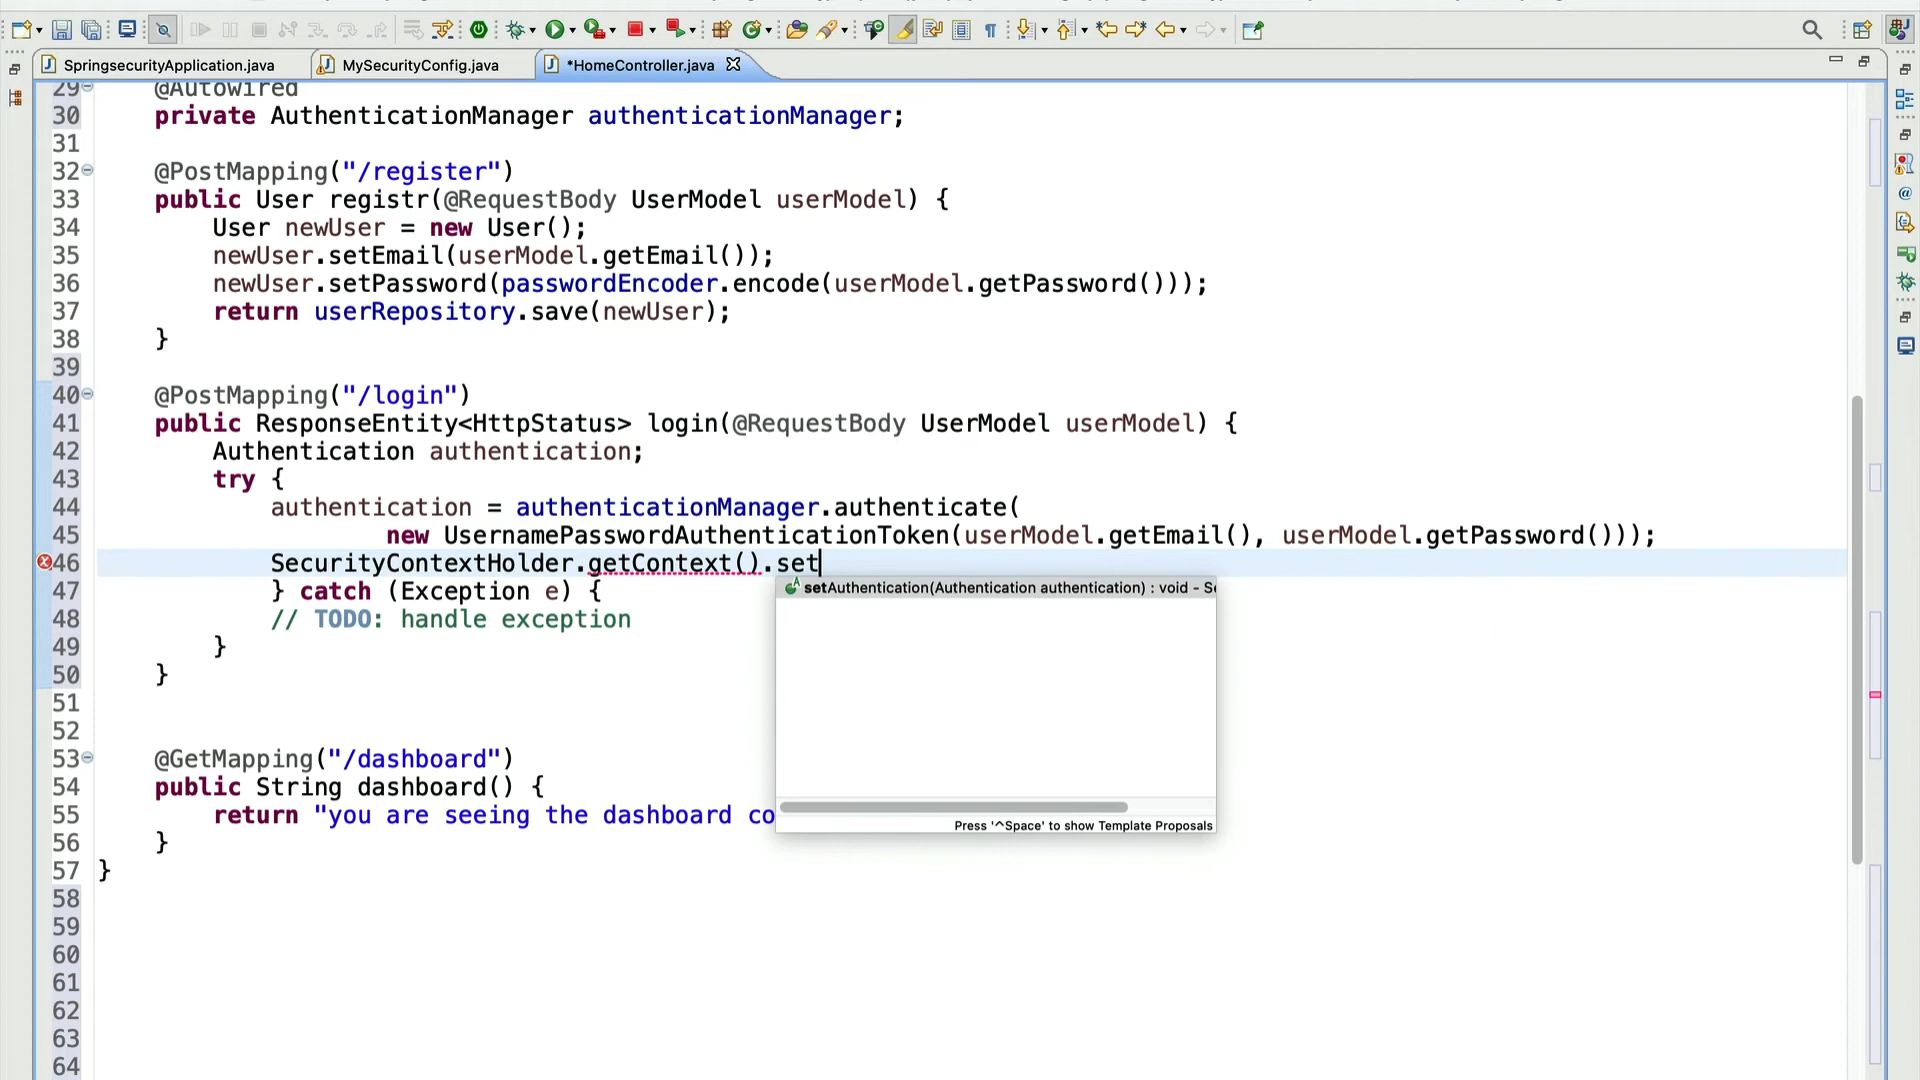 SpringsecurityApplication.java
MySecurityConfig.java
*HomeController.java
29 @Autowired
30 private AuthenticationManager authenticationManager;
31
32 @PostMapping("/register")
33 public User registr(@RequestBody UserModel userModel) {
34 User newUser = new User();
35 newUser.setEmail(userModel.getEmail());
36 newUser.setPassword(passwordEncoder.encode(userModel.getPassword()));
37 return userRepository.save(newUser);
38 }
39
40 @PostMapping("/login")
41 public ResponseEntity<HttpStatus> login(@RequestBody UserModel userModel) {
42 Authentication authentication;
43 try {
44 authentication = authenticationManager.authenticate(
45 new UsernamePasswordAuthenticationToken(userModel.getEmail(), userModel.getPassword()));
46 SecurityContextHolder.getContext().set
setAuthentication(Authentication authentication) : void - Se
47 } catch (Exception e) {
48 // TODO: handle exception
49 }
50 }
51
52
53 @GetMapping("/dashboard")
54 public String dashboard() {
55 return "you are seeing the dashboard co
Press '^Space' to show Template Proposals
56 }
57 }
58
59
60
61
62
63
64